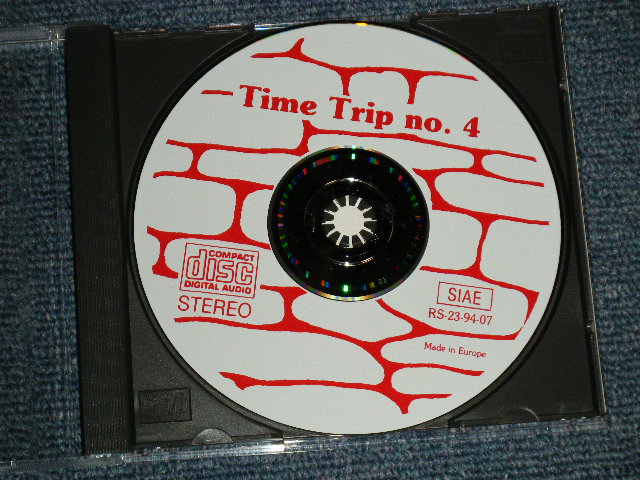 Time Trip no. 4
COMPACT
disc
DIGITAL AUDIO
STEREO
SIAE
RS-23-94-07
Made in Europe